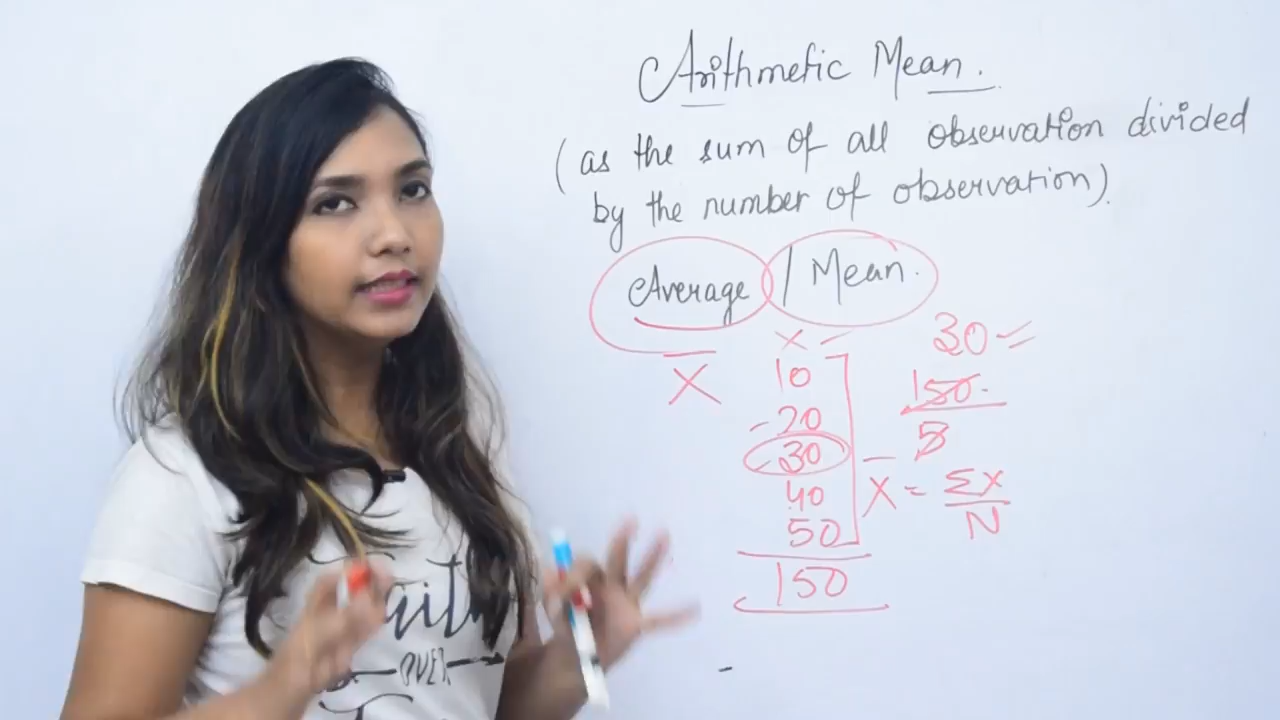 Arithmetic Mean.
(as the sum of all observation divided
by the number of observation).
Average / Mean.
X̄
x
10
20
30
40
50
150
30 =
150
5
X̄ = Σx
N
Faith
OVER